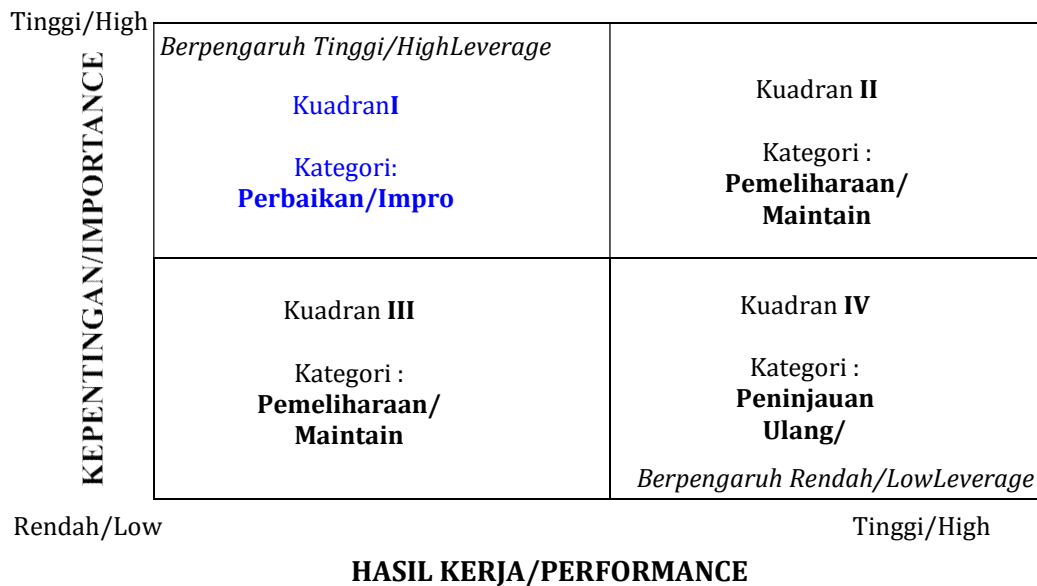 Tinggi/High
Berpengaruh Tinggi/HighLeverage
KuadranI
Kategori:
Perbaikan/Impro
Kuadran II
Kategori :
Pemeliharaan/
Maintain
KEPENTINGAN/IMPORTANCE
Kuadran III
Kategori :
Pemeliharaan/
Maintain
Kuadran IV
Kategori :
Peninjauan
Ulang/
Berpengaruh Rendah/LowLeverage
Rendah/Low
Tinggi/High
HASIL KERJA/PERFORMANCE